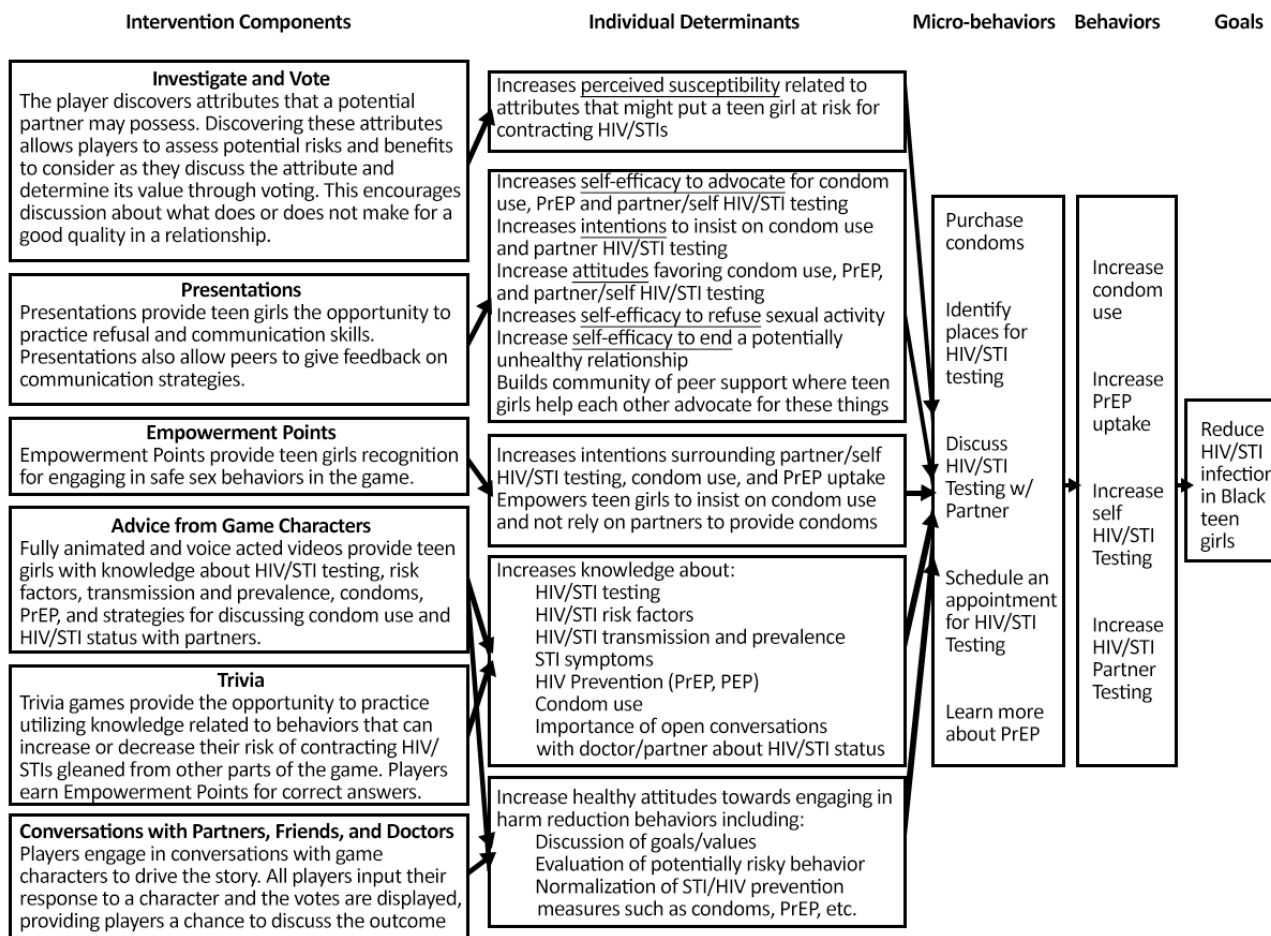 Intervention Components
Individual Determinants
Micro-behaviors
Behaviors
Goals
Investigate and Vote
The player discovers attributes that a potential
partner may possess. Discovering these attributes
allows players to assess potential risks and benefits
to consider as they discuss the attribute and
determine its value through voting. This encourages
discussion about what does or does not make for a
good quality in a relationship.
Presentations
Presentations provide teen girls the opportunity to
practice refusal and communication skills.
Presentations also allow peers to give feedback on
communication strategies.
Empowerment Points
Empowerment Points provide teen girls recognition
for engaging in safe sex behaviors in the game.
Advice from Game Characters
Fully animated and voice acted videos provide teen
girls with knowledge about HIV/STI testing, risk
factors, transmission and prevalence, condoms,
PrEP, and strategies for discussing condom use and
HIV/STI status with partners.
Trivia
Trivia games provide the opportunity to practice
utilizing knowledge related to behaviors that can
increase or decrease their risk of contracting HIV/
STIs gleaned from other parts of the game. Players
earn Empowerment Points for correct answers.
Conversations with Partners, Friends, and Doctors
Players engage in conversations with game
characters to drive the story. All players input their
response to a character and the votes are displayed,
providing players a chance to discuss the outcome
Increases perceived susceptibility related to
attributes that might put a teen girl at risk for
contracting HIV/STIs
Increases self-efficacy to advocate for condom
use, PrEP and partner/self HIV/STI testing
Increases intentions to insist on condom use
and partner HIV/STI testing
Increase attitudes favoring condom use, PrEP,
and partner/self HIV/STI testing
Increases self-efficacy to refuse sexual activity
Increase self-efficacy to end a potentially
unhealthy relationship
Builds community of peer support where teen
girls help each other advocate for these things
Increases intentions surrounding partner/self
HIV/STI testing, condom use, and PrEP uptake
Empowers teen girls to insist on condom use
and not rely on partners to provide condoms
Increases knowledge about:
HIV/STI testing
HIV/STI risk factors
HIV/STI transmission and prevalence
STI symptoms
HIV Prevention (PrEP, PEP)
Condom use
Importance of open conversations
with doctor/partner about HIV/STI status
Increase healthy attitudes towards engaging in
harm reduction behaviors including:
Discussion of goals/values
Evaluation of potentially risky behavior
Normalization of STI/HIV prevention
measures such as condoms, PrEP, etc.
Purchase
condoms
Identify
places for
HIV/STI
testing
Discuss
HIV/STI
Testing w/
Partner
Schedule an
appointment
for HIV/STI
Testing
Learn more
about PrEP
Increase
condom
use
Increase
PrEP
uptake
Increase
self
HIV/STI
Testing
Increase
HIV/STI
Partner
Testing
Reduce
HIV/STI
infection
in Black
teen
girls